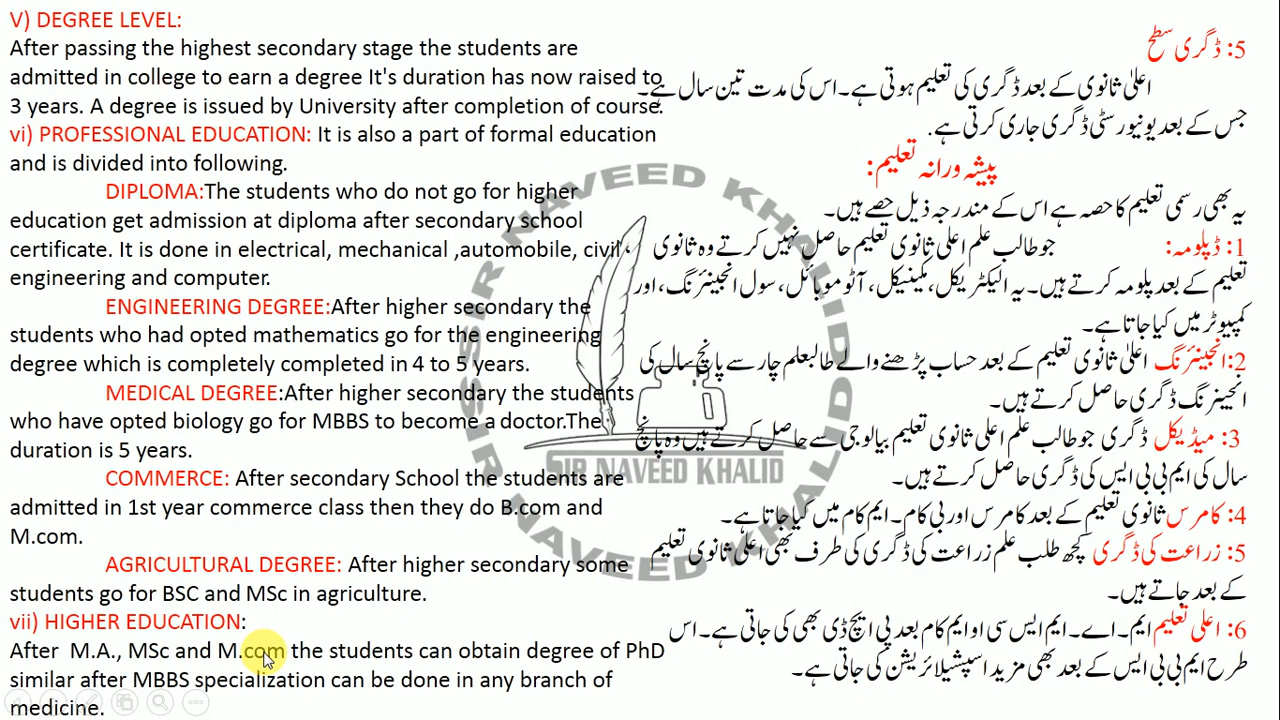 V) DEGREE LEVEL:
After passing the highest secondary stage the students are
admitted in college to earn a degree It's duration has now raised to
3 years. A degree is issued by University after completion of course.
vi) PROFESSIONAL EDUCATION: It is also a part of formal education
and is divided into following.
DIPLOMA:The students who do not go for higher
education get admission at diploma after secondary school
certificate. It is done in electrical, mechanical ,automobile, civil
engineering and computer.
ENGINEERING DEGREE:After higher secondary the
students who had opted mathematics go for the engineering
degree which is completely completed in 4 to 5 years.
MEDICAL DEGREE:After higher secondary the students
who have opted biology go for MBBS to become a doctor.The
duration is 5 years.
COMMERCE: After secondary School the students are
admitted in 1st year commerce class then they do B.com and
M.com.
AGRICULTURAL DEGREE: After higher secondary some
students go for BSC and MSc in agriculture.
vii) HIGHER EDUCATION:
After M.A., MSc and M.com the students can obtain degree of PhD
similar after MBBS specialization can be done in any branch of
medicine.
5: ڈگری سطح
اعلیٰ ثانوی کے بعد ڈگری کی تعلیم ہوتی ہے۔ اس کی مدت تین سال ہے۔
جس کے بعد یونیورسٹی ڈگری جاری کرتی ہے.
پیشہ ورانہ تعلیم:
یہ بھی رسمی تعلیم کا حصہ ہے اس کے مندرجہ ذیل حصے ہیں۔
1: ڈپلومہ: جو طالب علم اعلیٰ ثانوی تعلیم حاصل نہیں کرتے وہ ثانوی
تعلیم کے بعد پلومہ کرتے ہیں۔ یہ الیکٹریکل، مکینیکل، آٹو موبائل، سول انجینئرنگ، اور
کمپیوٹر میں کیا جاتا ہے۔
2:انجینئرنگ اعلیٰ ثانوی تعلیم کے بعد حساب پڑھنے والے طالبعلم چار سے پانچ سال کی
انجینئرنگ ڈگری حاصل کرتے ہیں۔
3: میڈیکل ڈگری جو طالب علم اعلی ثانوی تعلیم بیالوجی سے حاصل کرتے ہیں وہ پانچ
سال کی ایم بی بی ایس کی ڈگری حاصل کرتے ہیں۔
4: کامرس ثانوی تعلیم کے بعد کامرس اور بی کام۔ ایم کام میں کیا جاتا ہے۔
5: زراعت کی ڈگری کچھ طلب علم زراعت کی ڈگری کی طرف بھی اعلیٰ ثانوی تعلیم
کے بعد جاتے ہیں۔
6: اعلی تعلیم ایم۔ اے۔ ایم ایس سی او ایم کام بعد پی ایچ ڈی بھی کی جاتی ہے۔ اس
طرح ایم بی بی ایس کے بعد بھی مزید اسپشیلائزیشن کی جاتی ہے۔
SIR NAVEED KHALID
SIR NAVEED KHALID
SIR NAVEED KHALID